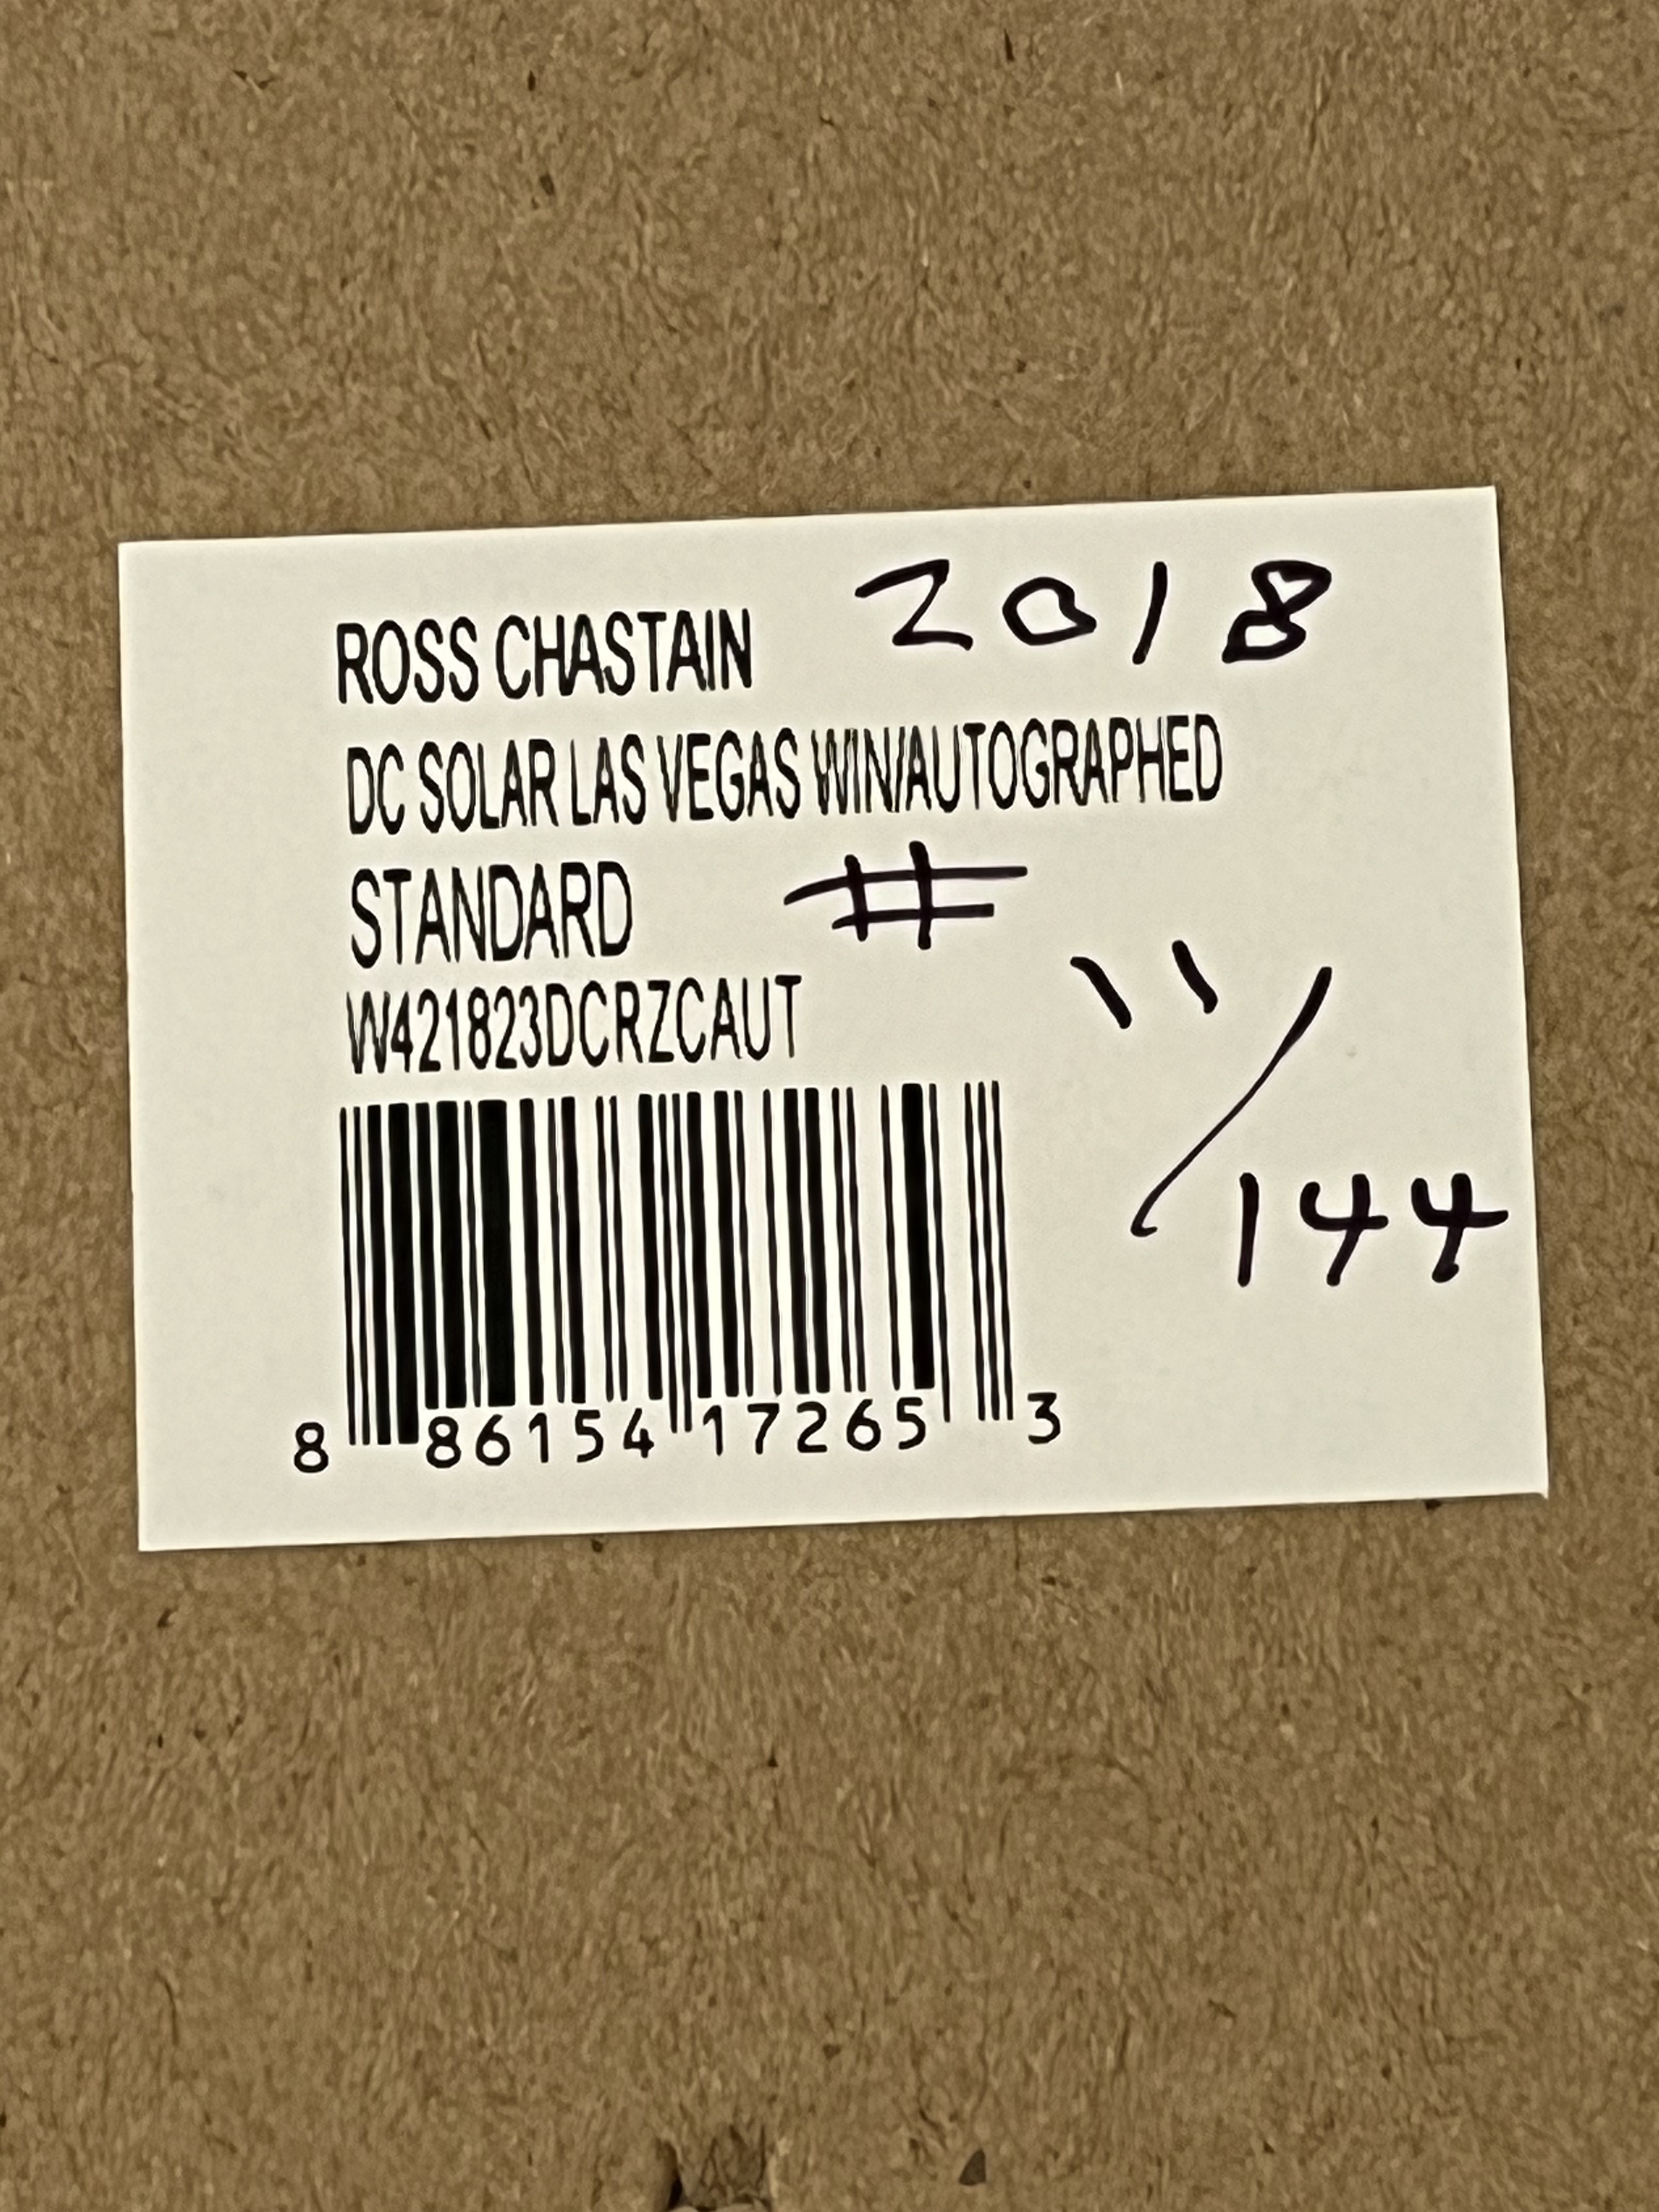 ROSS CHASTAIN 2018
DC SOLAR LAS VEGAS WIN/AUTOGRAPHED
STANDARD #
W421823DCRZCAUT
11/144
8 86154 17265 3